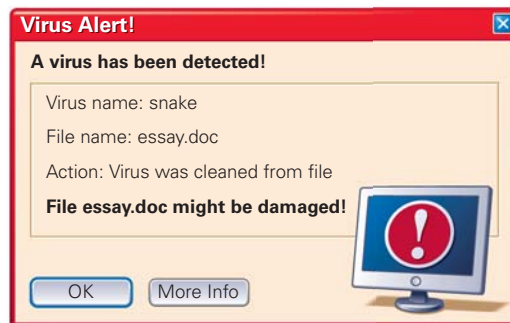 Virus Alert!
A virus has been detected!
Virus name: snake
File name: essay.doc
Action: Virus was cleaned from file
File essay.doc might be damaged!
OK
More Info